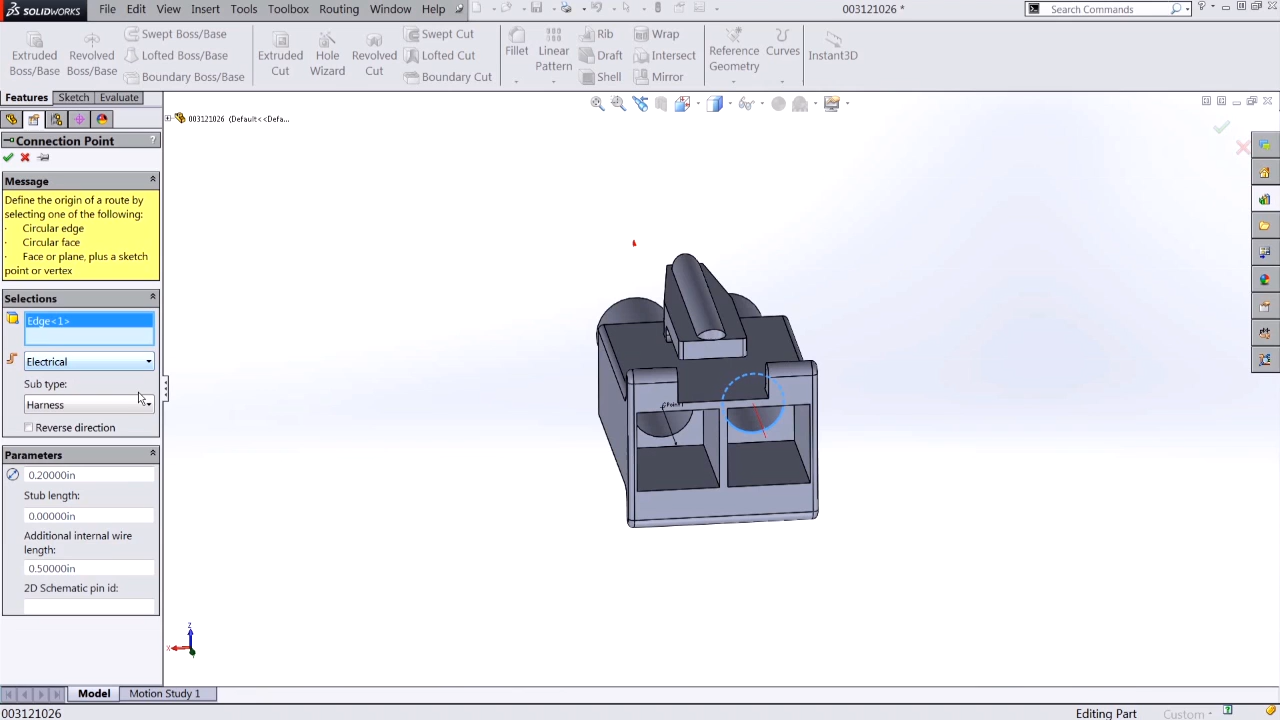 SOLIDWORKS File Edit View Insert Tools Routing Simulation Toolbox Window Help 003121026 * Search Commands
Extruded Boss/Base
Revolved Boss/Base
Swept Boss/Base
Lofted Boss/Base
Boundary Boss/Base
Extruded Cut
Hole Wizard
Revolved Cut
Swept Cut
Lofted Cut
Boundary Cut
Fillet
Linear Pattern
Rib
Draft
Shell
Wrap
Intersect
Mirror
Reference Geometry
Curves
Instant3D
Features Sketch Evaluate
003121026 (Default<<Defa...
Connection Point ?
Message
Define the origin of a route by
selecting one of the following:
· Circular edge
· Circular face
· Face or plane, plus a sketch
point or vertex
Selections
Edge<1>
Electrical
Sub type:
Harness
Reverse direction
Parameters
0.20000in
Stub length:
0.00000in
Additional internal wire
length:
0.50000in
2D Schematic pin id:
CPoint1
Z
X
Model Motion Study 1
003121026 Editing Part Custom